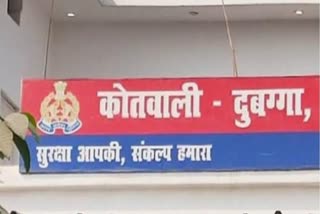 कोतवाली - दुबग्गा,
सुरक्षा आपकी, संकल्प हमारा